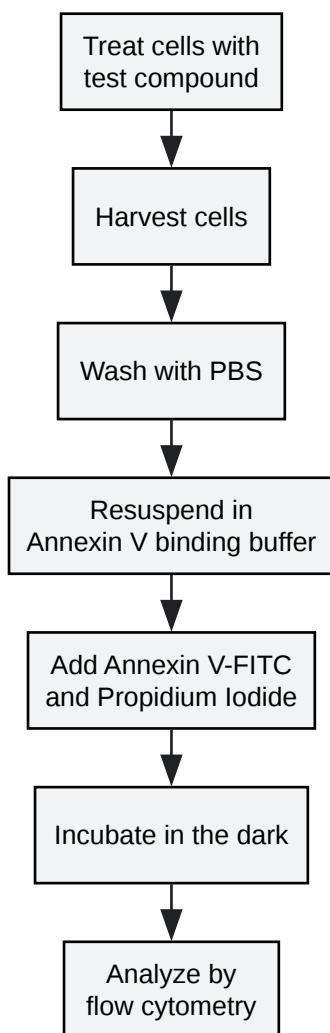 Treat cells with
test compound
Harvest cells
Wash with PBS
Resuspend in
Annexin V binding buffer
Add Annexin V-FITC
and Propidium Iodide
Incubate in the dark
Analyze by
flow cytometry